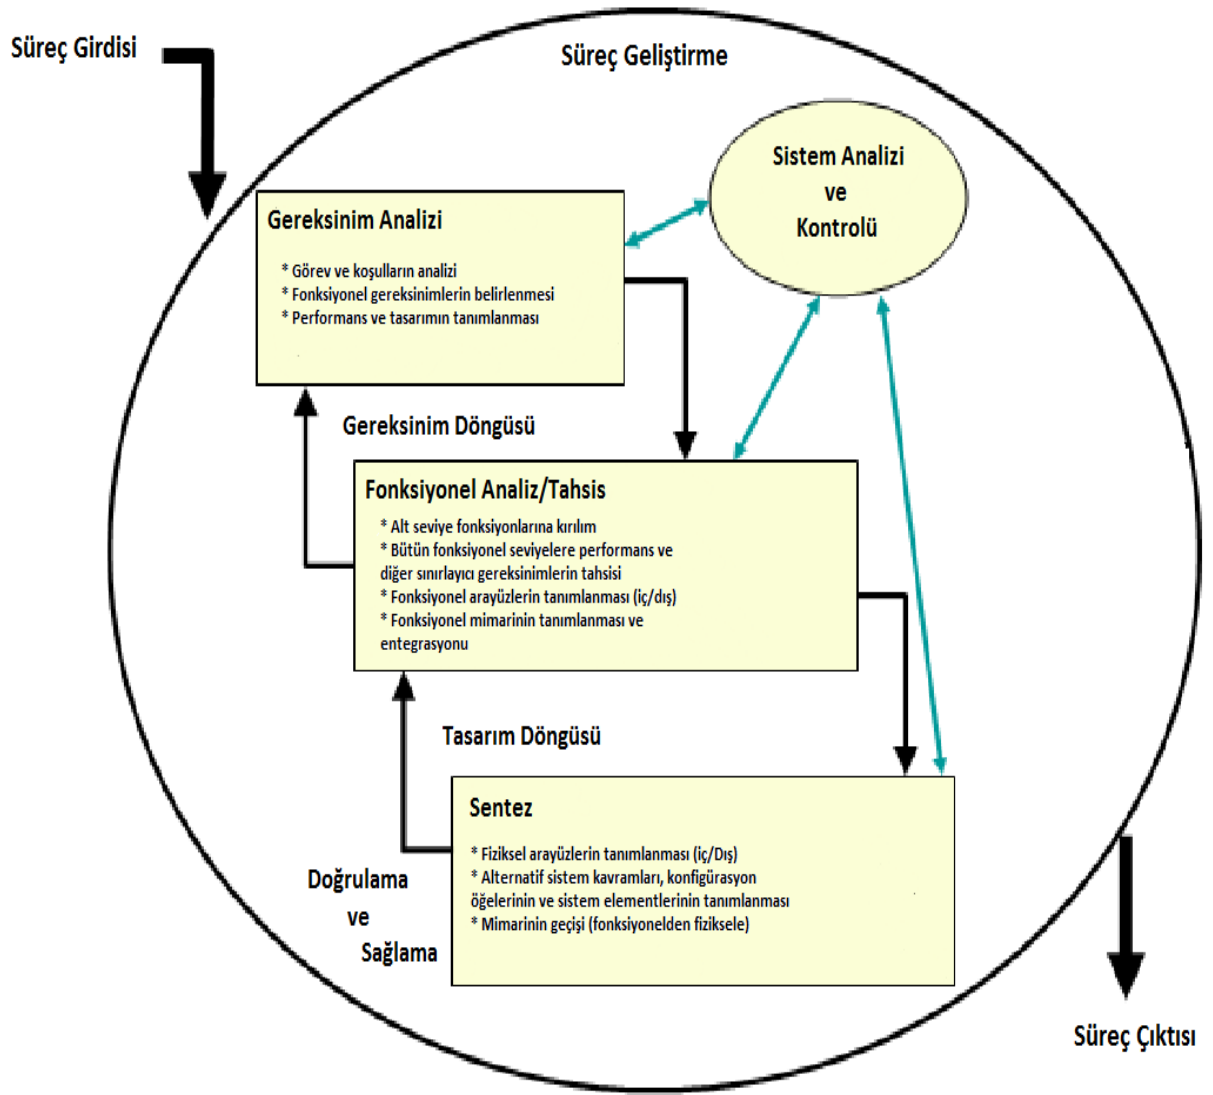 Süreç Girdisi
Süreç Geliştirme
Sistem Analizi
ve
Kontrolü
Gereksinim Analizi
* Görev ve koşulların analizi
* Fonksiyonel gereksinimlerin belirlenmesi
* Performans ve tasarımın tanımlanması
Gereksinim Döngüsü
Fonksiyonel Analiz/Tahsis
* Alt seviye fonksiyonlarına kırılım
* Bütün fonksiyonel seviyelere performans ve
diğer sınırlayıcı gereksinimlerin tahsisi
* Fonksiyonel arayüzlerin tanımlanması (iç/dış)
* Fonksiyonel mimarinin tanımlanması ve
entegrasyonu
Tasarım Döngüsü
Sentez
* Fiziksel arayüzlerin tanımlanması (iç/Dış)
* Alternatif sistem kavramları, konfigürasyon
öğelerinin ve sistem elementlerinin tanımlanması
* Mimarinin geçişi (fonksiyonelden fiziksele)
Doğrulama
ve
Sağlama
Süreç Çıktısı